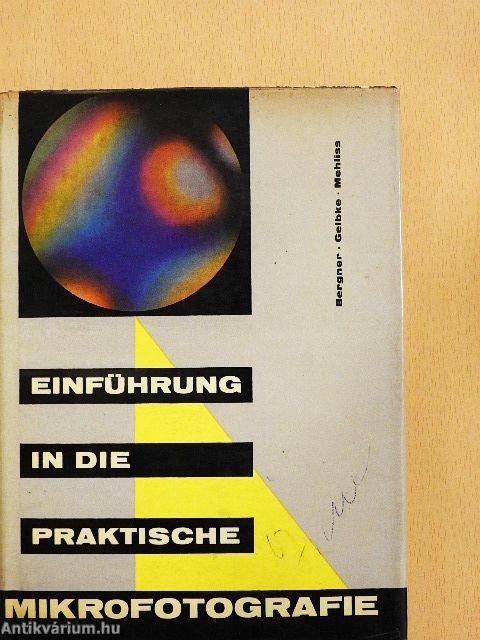 Bergner · Gelbke · Mehliss
EINFÜHRUNG
IN DIE
PRAKTISCHE
MIKROFOTOGRAFIE
Antikvárium.hu